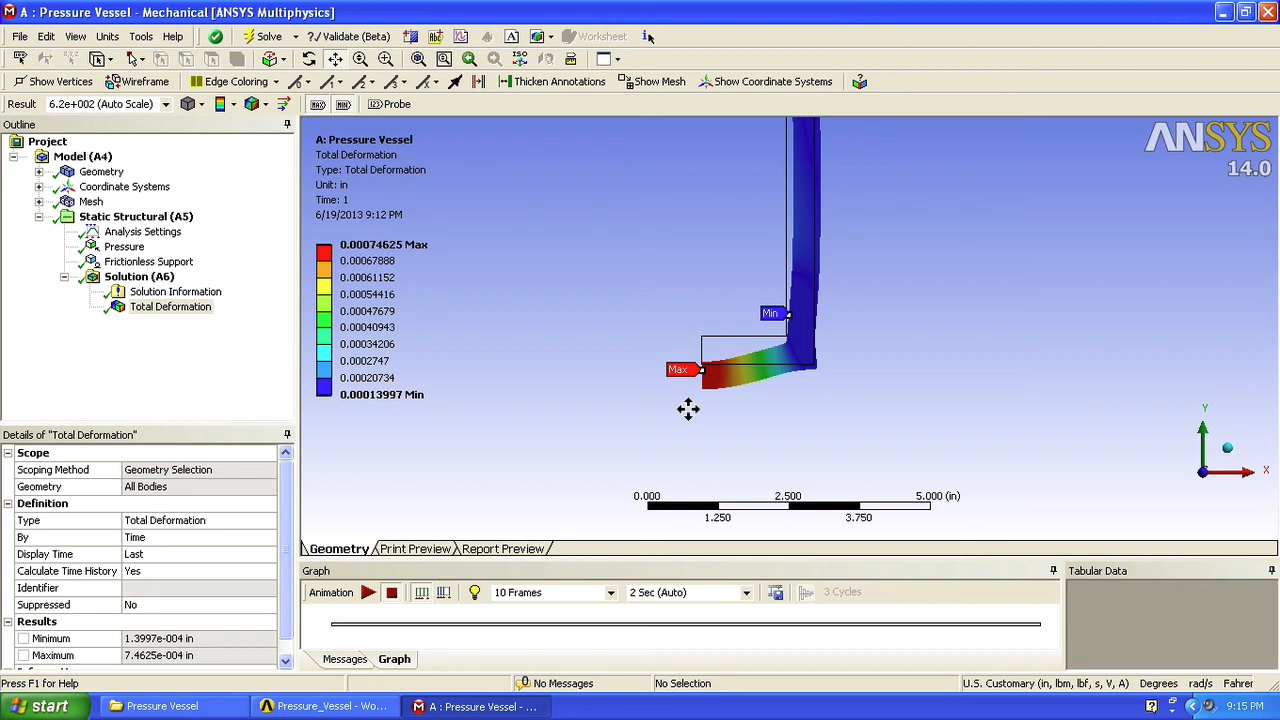 A : Pressure Vessel - Mechanical [ANSYS Multiphysics]
File Edit View Units Tools Help Solve ?/ Validate (Beta) Worksheet
Show Vertices Wireframe Edge Coloring Thicken Annotations Show Mesh Show Coordinate Systems
Result 6.2e+002 (Auto Scale) MAX MIN Probe
Outline
Project
Model (A4)
Geometry
Coordinate Systems
Mesh
Static Structural (A5)
Analysis Settings
Pressure
Frictionless Support
Solution (A6)
Solution Information
Total Deformation
A: Pressure Vessel
Total Deformation
Type: Total Deformation
Unit: in
Time: 1
6/19/2013 9:12 PM
0.00074625 Max
0.00067888
0.00061152
0.00054416
0.00047679
0.00040943
0.00034206
0.0002747
0.00020734
0.00013997 Min
ANSYS
14.0
Min
Max
Y
X
0.000 2.500 5.000 (in)
1.250 3.750
Details of "Total Deformation"
Scope
Scoping Method Geometry Selection
Geometry All Bodies
Definition
Type Total Deformation
By Time
Display Time Last
Calculate Time History Yes
Identifier
Suppressed No
Results
Minimum 1.3997e-004 in
Maximum 7.4625e-004 in
Geometry Print Preview Report Preview
Graph
Animation 10 Frames 2 Sec (Auto) 3 Cycles
Messages Graph
Tabular Data
Press F1 for Help No Messages No Selection U.S. Customary (in, lbm, lbf, s, V, A) Degrees rad/s Fahrer
start Pressure Vessel Pressure_Vessel - Wo... A : Pressure Vessel - ... 9:15 PM